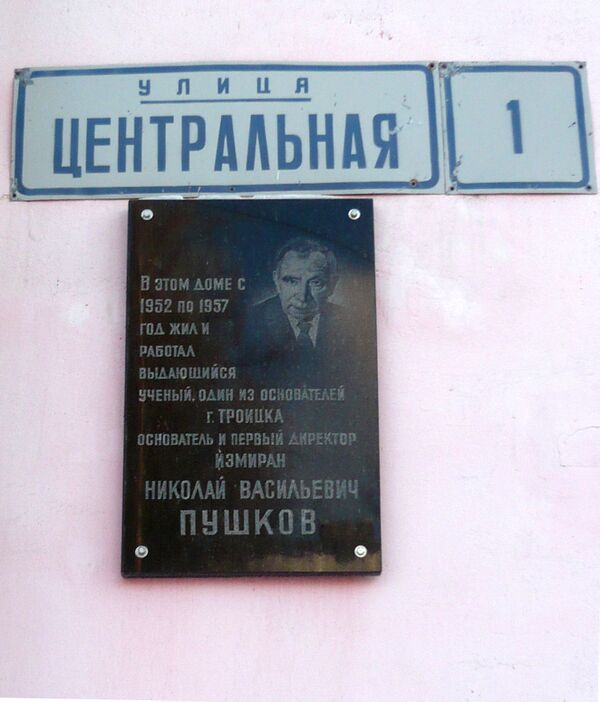 УЛИЦА
ЦЕНТРАЛЬНАЯ
1
В ЭТОМ ДОМЕ С
1952 ПО 1957
ГОД ЖИЛ И
РАБОТАЛ
ВЫДАЮЩИЙСЯ
УЧЕНЫЙ, ОДИН ИЗ ОСНОВАТЕЛЕЙ
Г. ТРОИЦКА
ОСНОВАТЕЛЬ И ПЕРВЫЙ ДИРЕКТОР
ИЗМИРАН
НИКОЛАЙ ВАСИЛЬЕВИЧ
ПУШКОВ